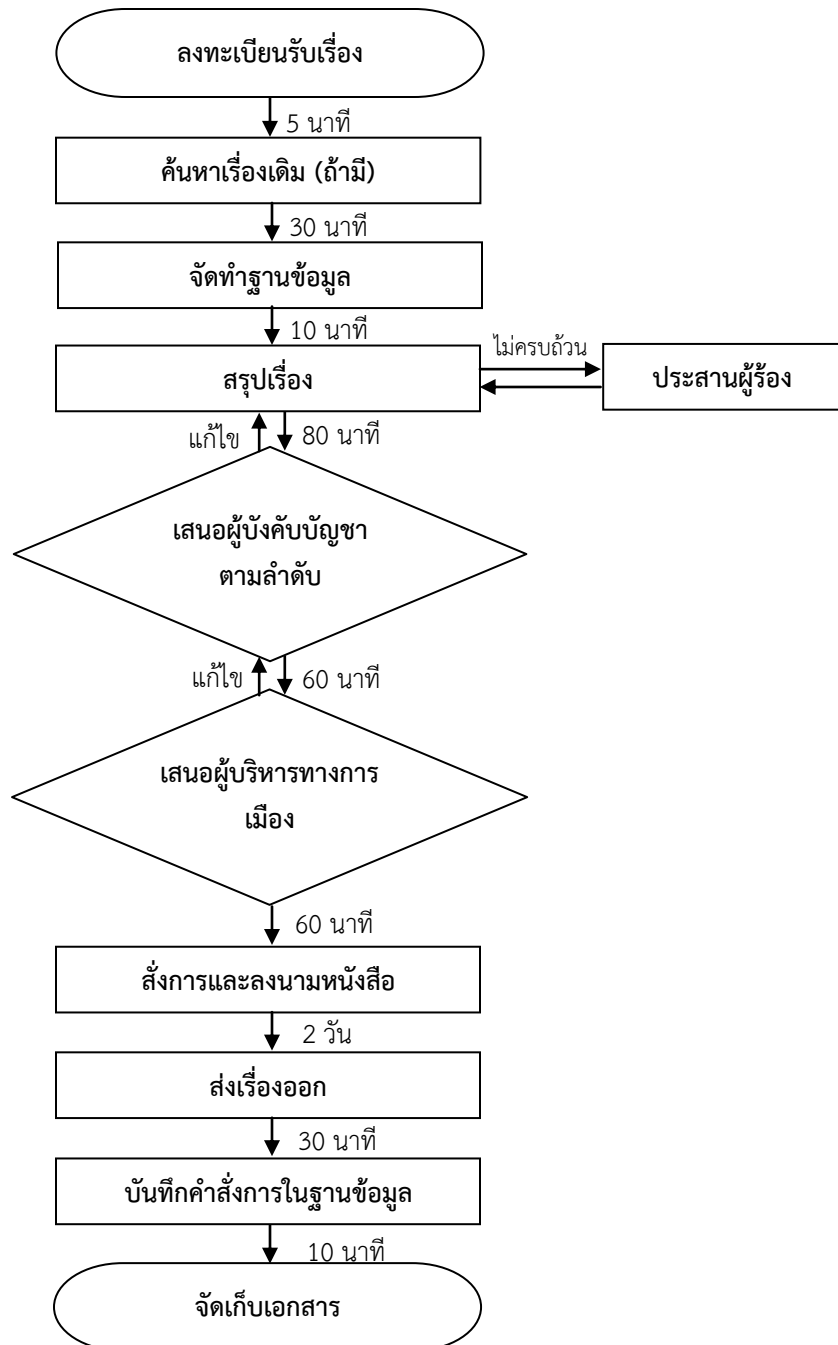 ลงทะเบียนรับเรื่อง
5 นาที
ค้นหาเรื่องเดิม (ถ้ามี)
30 นาที
จัดทำฐานข้อมูล
10 นาที
ไม่ครบถ้วน
สรุปเรื่อง
ประสานผู้ร้อง
แก้ไข
80 นาที
เสนอผู้บังคับบัญชา
ตามลำดับ
แก้ไข
60 นาที
เสนอผู้บริหารทางการ
เมือง
60 นาที
สั่งการและลงนามหนังสือ
2 วัน
ส่งเรื่องออก
30 นาที
บันทึกคำสั่งการในฐานข้อมูล
10 นาที
จัดเก็บเอกสาร